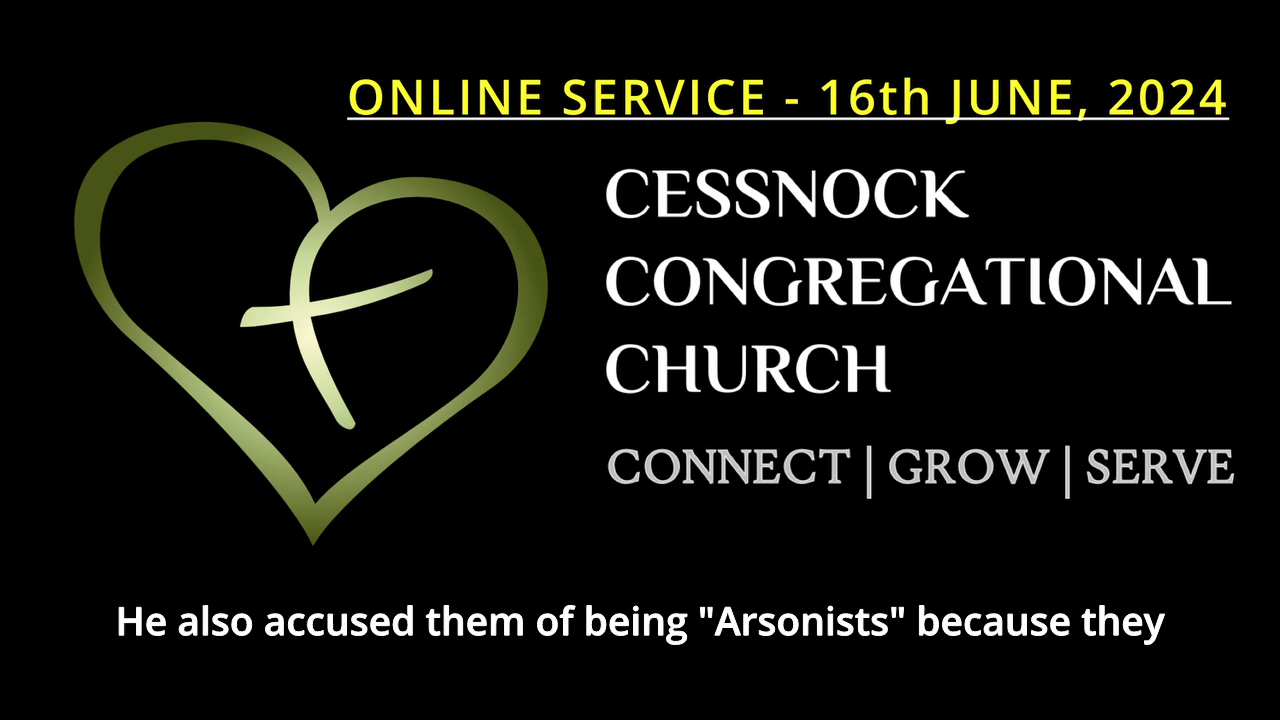 ONLINE SERVICE - 16th JUNE, 2024
CESSNOCK
CONGREGATIONAL
CHURCH
CONNECT | GROW | SERVE
He also accused them of being "Arsonists" because they